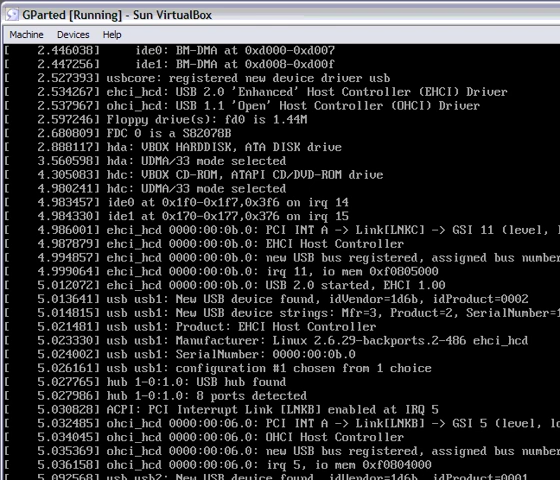 GParted [Running] - Sun VirtualBox
Machine Devices Help
[ 2.446038] ide0: BM-DMA at 0xd000-0xd007
[ 2.447256] ide1: BM-DMA at 0xd008-0xd00f
[ 2.527393] usbcore: registered new device driver usb
[ 2.534267] ehci_hcd: USB 2.0 'Enhanced' Host Controller (EHCI) Driver
[ 2.537967] ohci_hcd: USB 1.1 'Open' Host Controller (OHCI) Driver
[ 2.597246] Floppy drive(s): fd0 is 1.44M
[ 2.680809] FDC 0 is a S82078B
[ 2.888117] hda: VBOX HARDDISK, ATA DISK drive
[ 3.560598] hda: UDMA/33 mode selected
[ 4.305083] hdc: VBOX CD-ROM, ATAPI CD/DVD-ROM drive
[ 4.980241] hdc: UDMA/33 mode selected
[ 4.983457] ide0 at 0x1f0-0x1f7,0x3f6 on irq 14
[ 4.984330] ide1 at 0x170-0x177,0x376 on irq 15
[ 4.986001] ehci_hcd 0000:00:0b.0: PCI INT A -> Link[LNKC] -> GSI 11 (level, l
[ 4.987879] ehci_hcd 0000:00:0b.0: EHCI Host Controller
[ 4.994857] ehci_hcd 0000:00:0b.0: new USB bus registered, assigned bus number
[ 4.999064] ehci_hcd 0000:00:0b.0: irq 11, io mem 0xf0805000
[ 5.012072] ehci_hcd 0000:00:0b.0: USB 2.0 started, EHCI 1.00
[ 5.013641] usb usb1: New USB device found, idVendor=1d6b, idProduct=0002
[ 5.014815] usb usb1: New USB device strings: Mfr=3, Product=2, SerialNumber=1
[ 5.021481] usb usb1: Product: EHCI Host Controller
[ 5.023330] usb usb1: Manufacturer: Linux 2.6.29-backports.2-486 ehci_hcd
[ 5.024002] usb usb1: SerialNumber: 0000:00:0b.0
[ 5.026161] usb usb1: configuration #1 chosen from 1 choice
[ 5.027765] hub 1-0:1.0: USB hub found
[ 5.027986] hub 1-0:1.0: 8 ports detected
[ 5.030828] ACPI: PCI Interrupt Link [LNKB] enabled at IRQ 5
[ 5.032485] ohci_hcd 0000:00:06.0: PCI INT A -> Link[LNKB] -> GSI 5 (level, lo
[ 5.034045] ohci_hcd 0000:00:06.0: OHCI Host Controller
[ 5.035369] ohci_hcd 0000:00:06.0: new USB bus registered, assigned bus number
[ 5.036158] ohci_hcd 0000:00:06.0: irq 5, io mem 0xf0804000
[ 5.092568] usb usb2: New USB device found, idVendor=1d6b, idProduct=0001